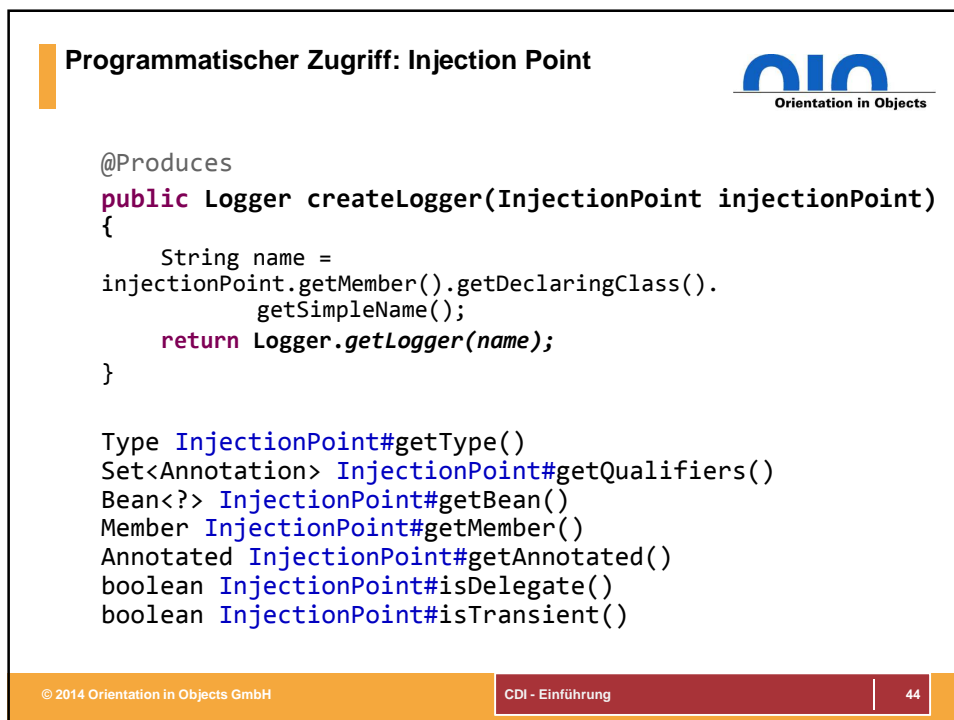 Programmatischer Zugriff: Injection Point
OIO
Orientation in Objects
@Produces
public Logger createLogger(InjectionPoint injectionPoint)
{
String name =
injectionPoint.getMember().getDeclaringClass().
getSimpleName();
return Logger.getLogger(name);
}
Type InjectionPoint#getType()
Set<Annotation> InjectionPoint#getQualifiers()
Bean<?> InjectionPoint#getBean()
Member InjectionPoint#getMember()
Annotated InjectionPoint#getAnnotated()
boolean InjectionPoint#isDelegate()
boolean InjectionPoint#isTransient()
© 2014 Orientation in Objects GmbH
CDI - Einführung
44